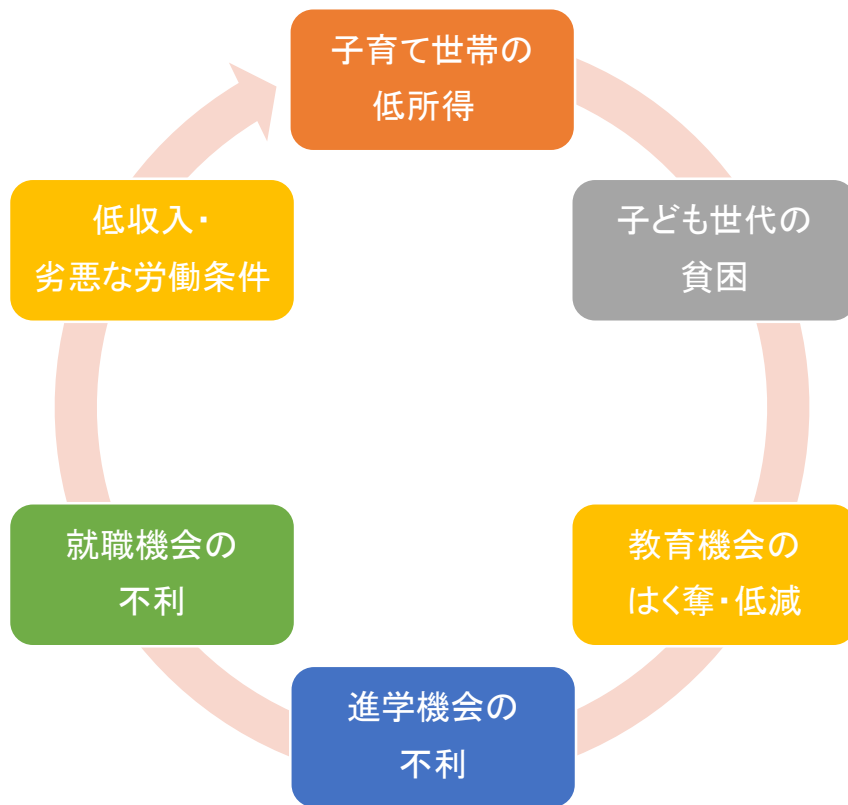 子育て世帯の
低所得
子ども世代の
貧困
教育機会の
はく奪・低減
進学機会の
不利
就職機会の
不利
低収入・
劣悪な労働条件